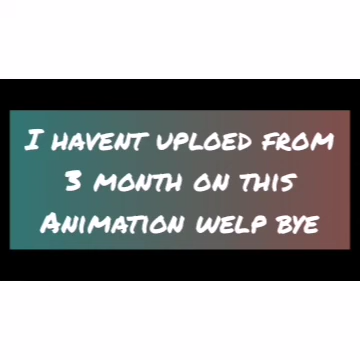 I HAVENT UPLOED FROM
3 MONTH ON THIS
ANIMATION WELP BYE